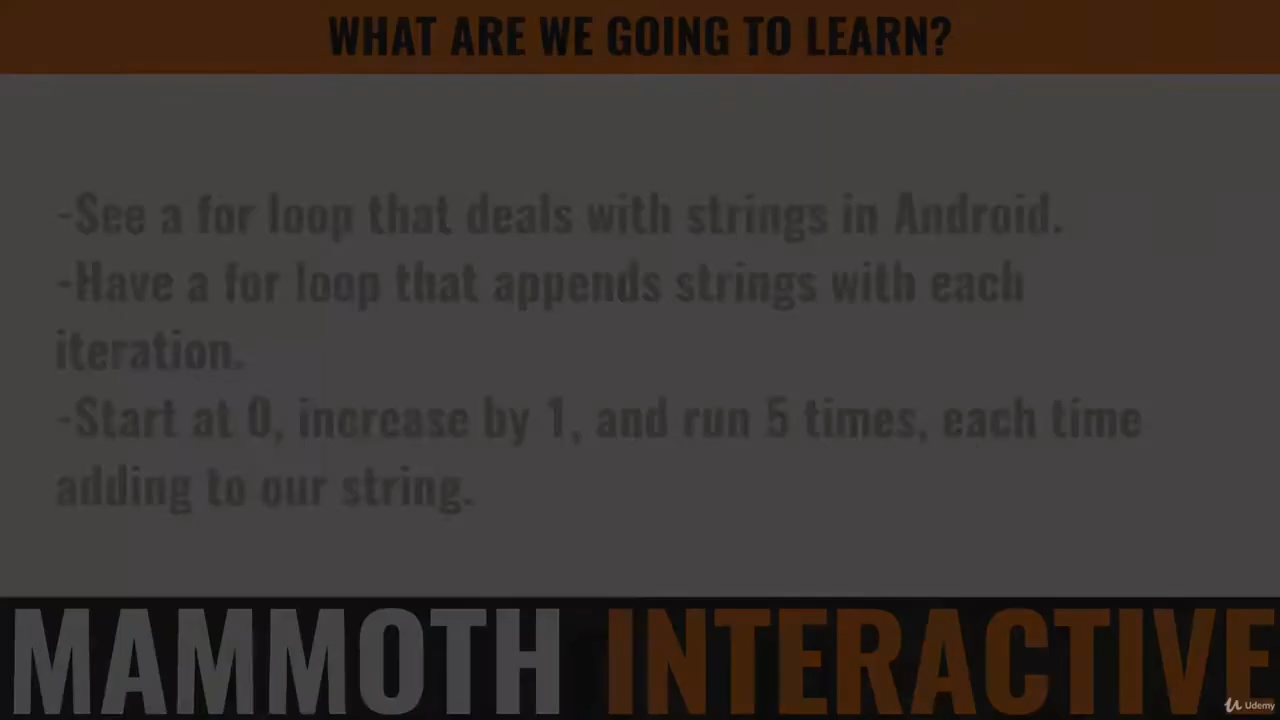 WHAT ARE WE GOING TO LEARN?
-See a for loop that deals with strings in Android.
-Have a for loop that appends strings with each
iteration.
-Start at 0, increase by 1, and run 5 times, each time
adding to our string.
MAMMOTH INTERACTIVE
Udemy